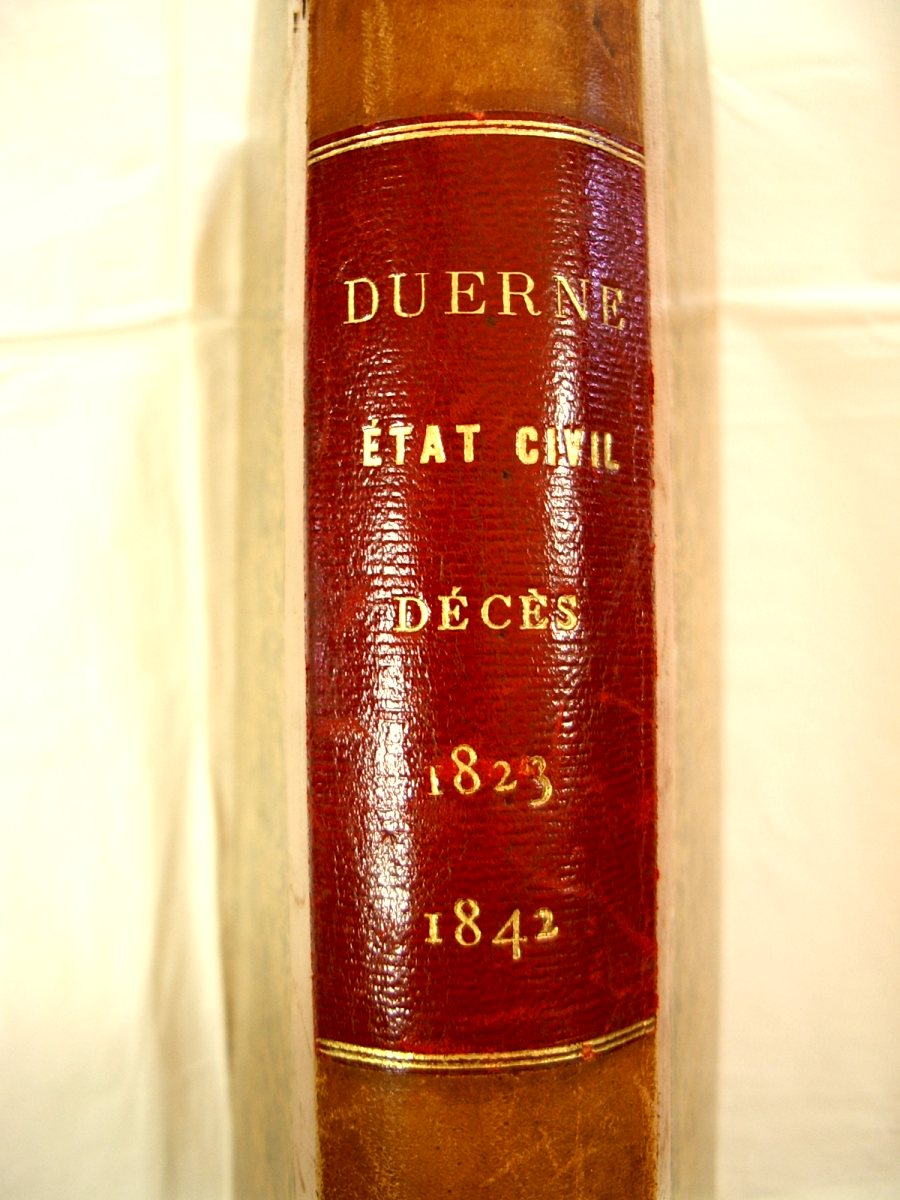 DUERNE
ÉTAT CIVIL
DÉCÈS
1823
1842